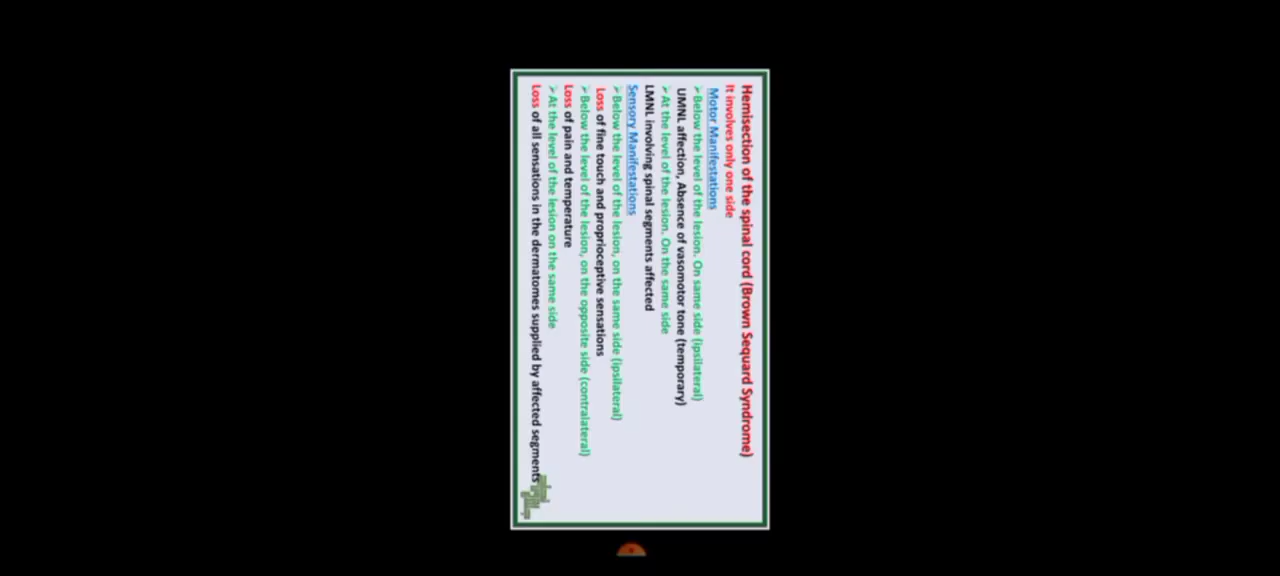 Hemisection of the spinal cord (Brown Sequard Syndrome)
It involves only one side
Motor Manifestations
➢ Below the level of the lesion. On same side (ipsilateral)
UMNL affection, Absence of vasomotor tone (temporary)
➢ At the level of the lesion. On the same side
LMNL involving spinal segments affected
Sensory Manifestations
➢ Below the level of the lesion, on the same side (ipsilateral)
Loss of fine touch and proprioceptive sensations
➢ Below the level of the lesion, on the opposite side (contralateral)
Loss of pain and temperature
➢ At the level of the lesion on the same side
Loss of all sensations in the dermatomes supplied by affected segments